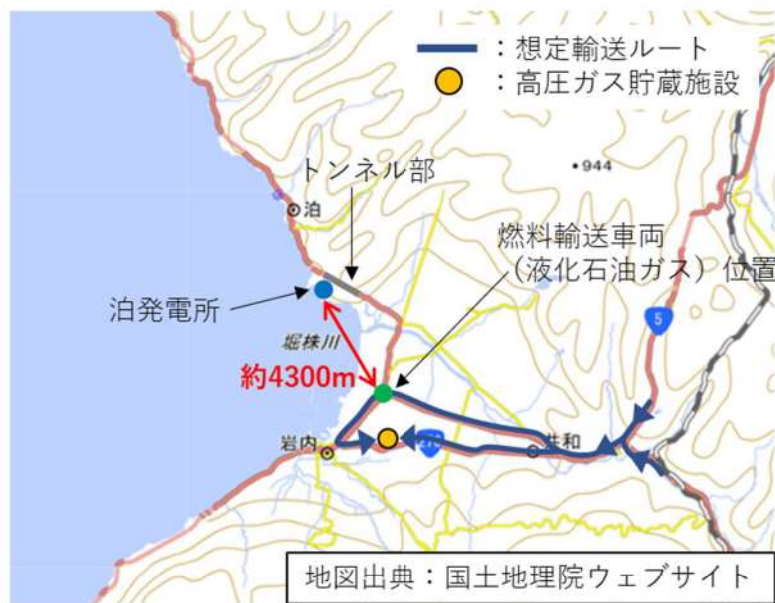 ：想定輸送ルート
：高圧ガス貯蔵施設
トンネル部
944
泊
燃料輸送車両
（液化石油ガス）位置
泊発電所
5
堀株川
約4300m
岩内
共和
地図出典：国土地理院ウェブサイト